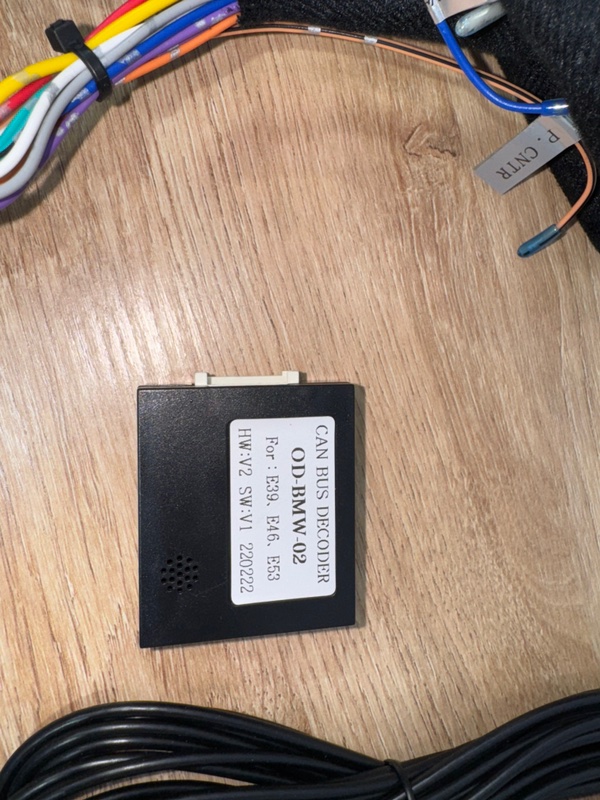 P. CNTR
CAN BUS DECODER
OD-BMW-02
For：E39、E46、E53
HW:V2 SW:V1 220222